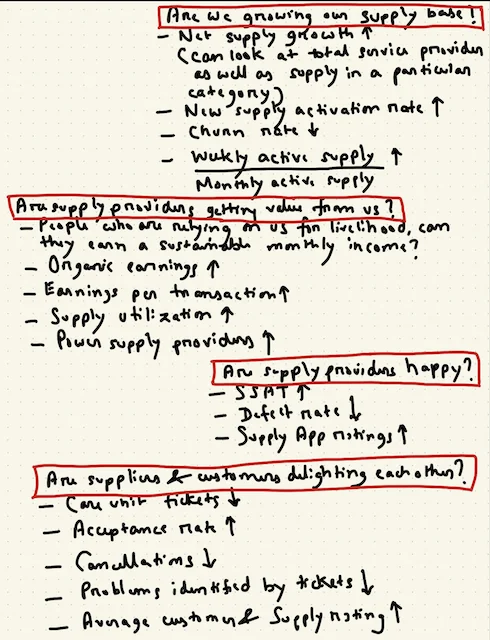 Are we growing our supply base!
- Net supply growth ↑
(can look at total service providers
as well as supply in a particular
category)
- New supply activation rate ↑
- Churn rate ↓
- Weekly active supply ↑
Monthly active supply
Are supply providers getting value from us?
- People who are relying on us for livelihood, can
they earn a sustainable monthly income?
- Organic earnings ↑
- Earnings per transaction ↑
- Supply utilization ↑
- Power supply providers ↑
Are supply providers happy?
- SSAT ↑
- Defect rate ↓
- Supply App ratings ↑
Are suppliers & customers delighting each other?
- Care unit tickets ↓
- Acceptance rate ↑
- Cancellations ↓
- Problems identified by tickets ↓
- Average customer & Supply rating ↑